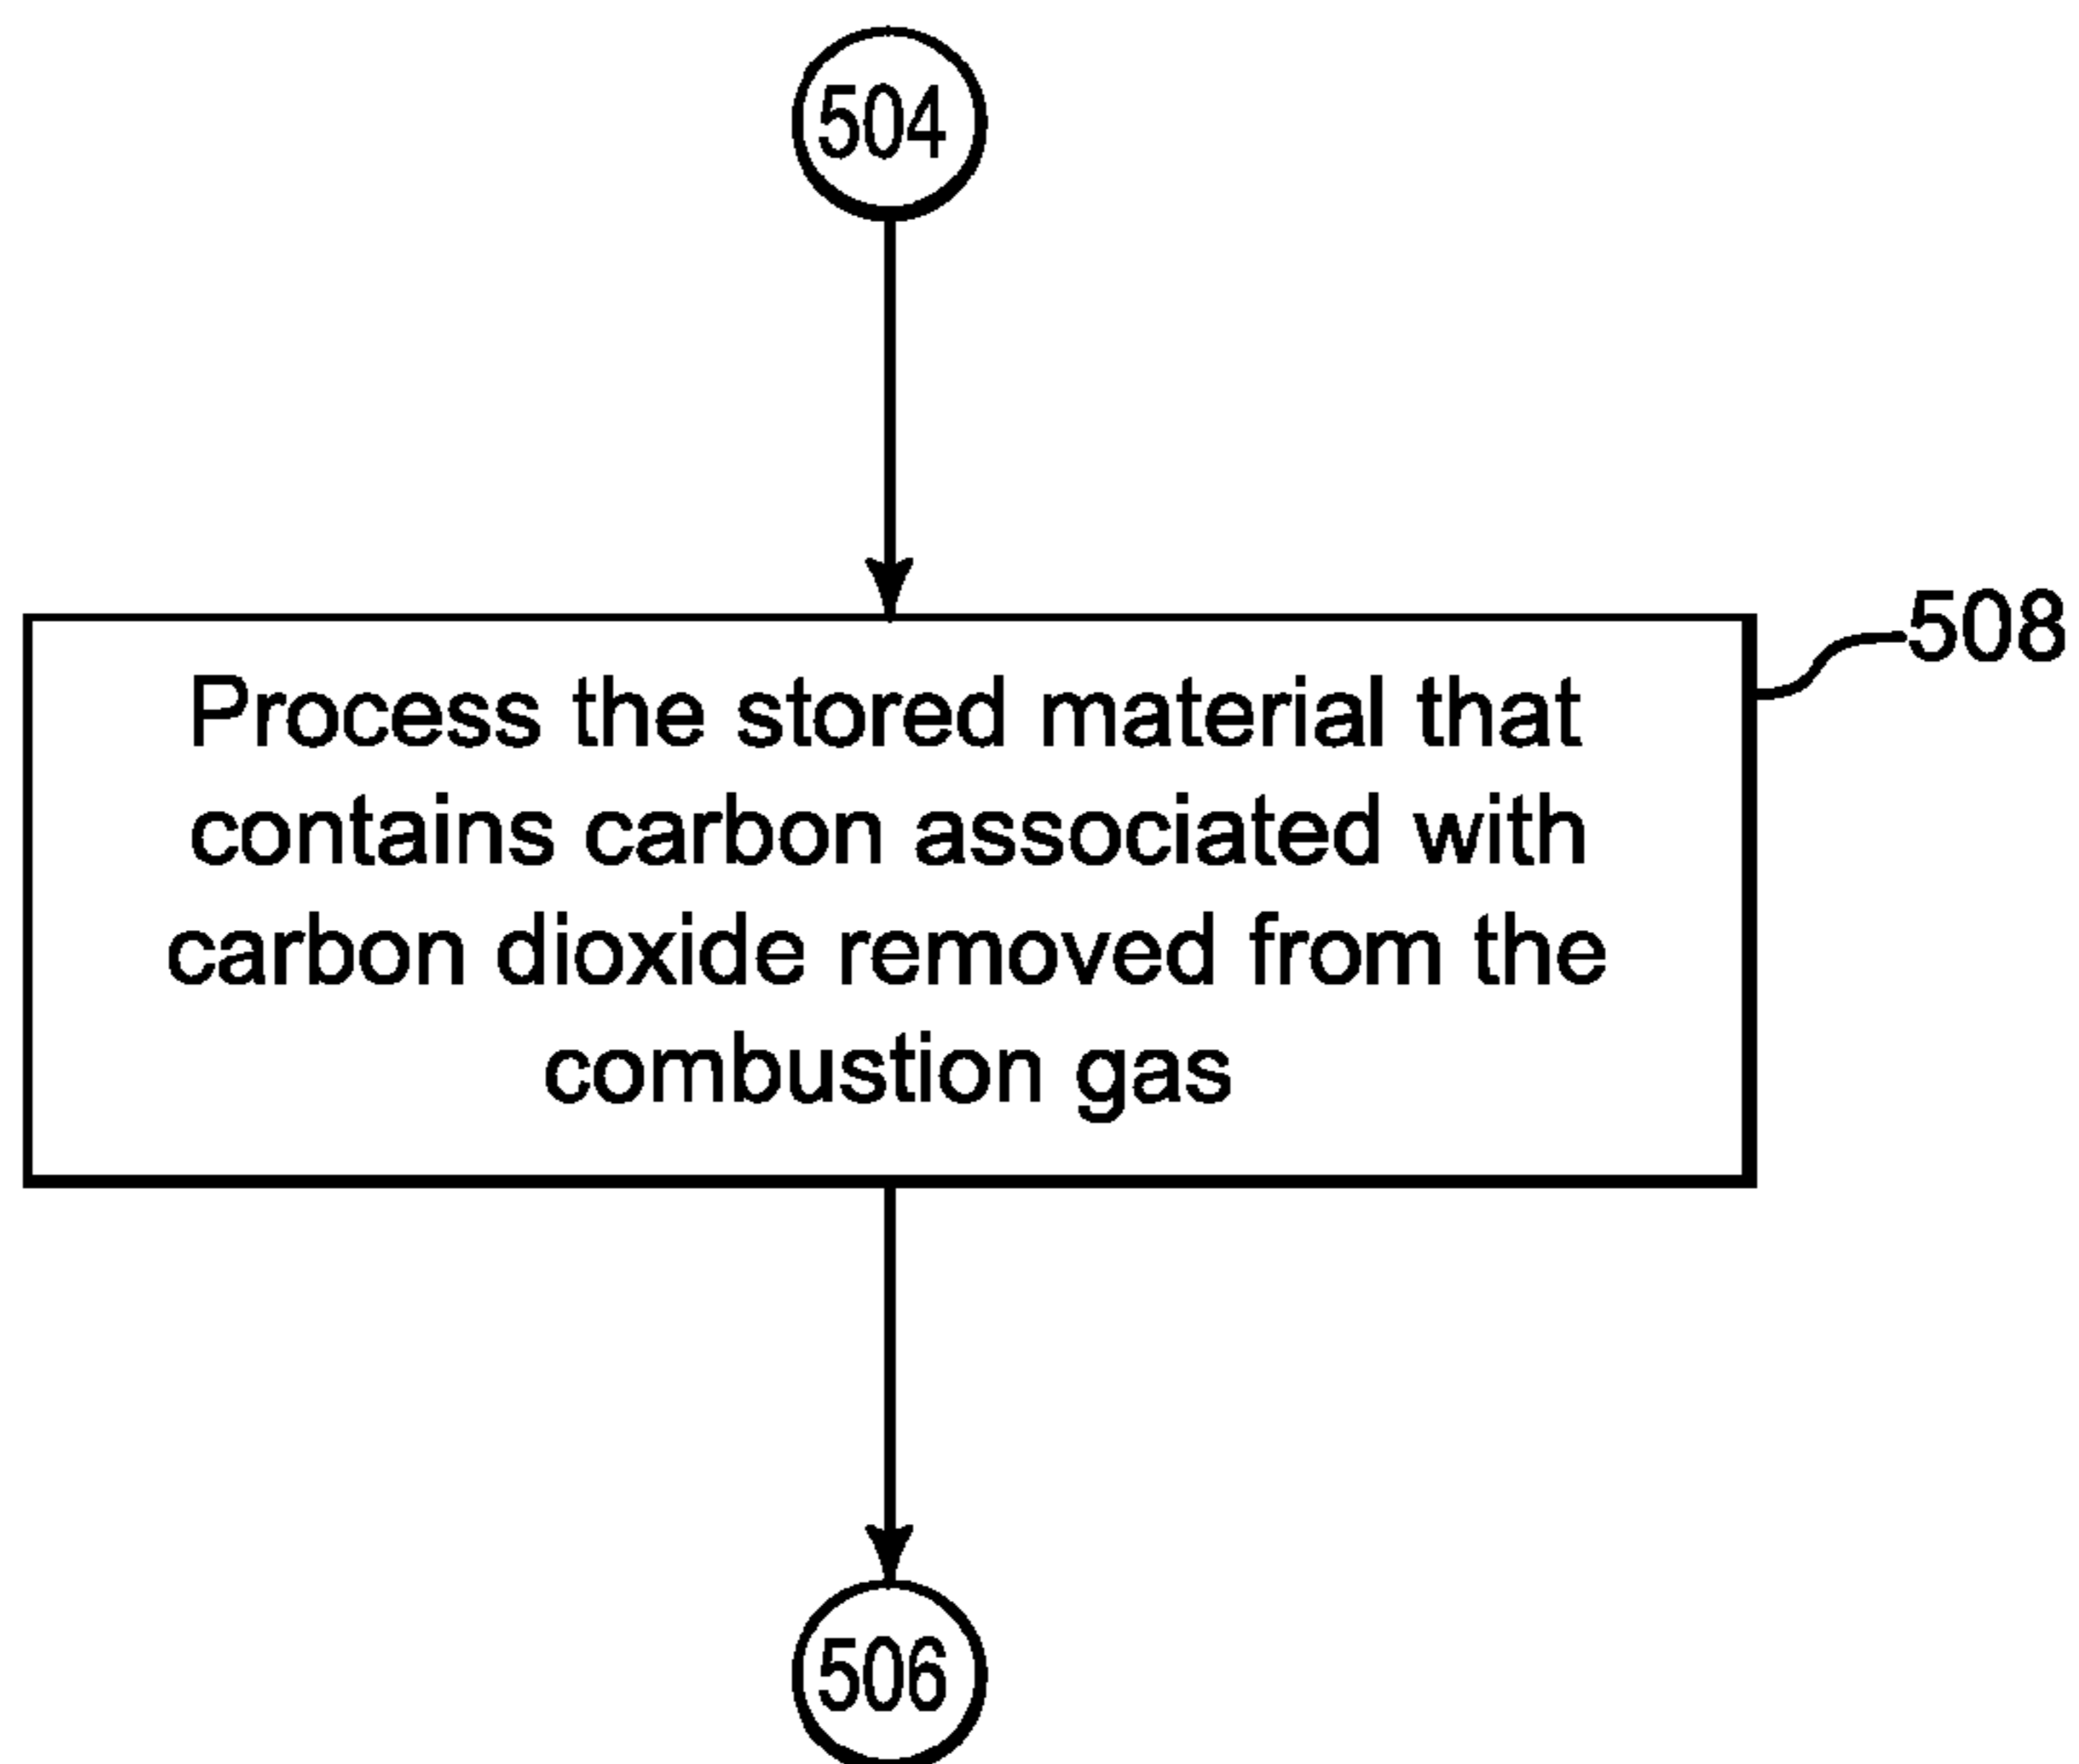 504
508
Process the stored material that
contains carbon associated with
carbon dioxide removed from the
combustion gas
506